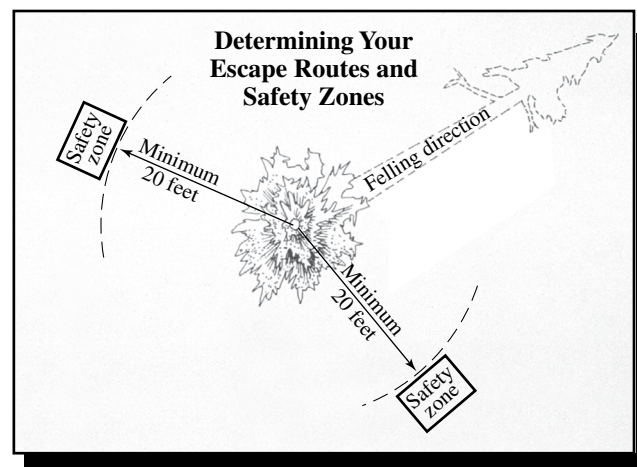 Determining Your
Escape Routes and
Safety Zones
Felling direction
Safety
zone
Minimum
20 feet
Minimum
20 feet
Safety
zone